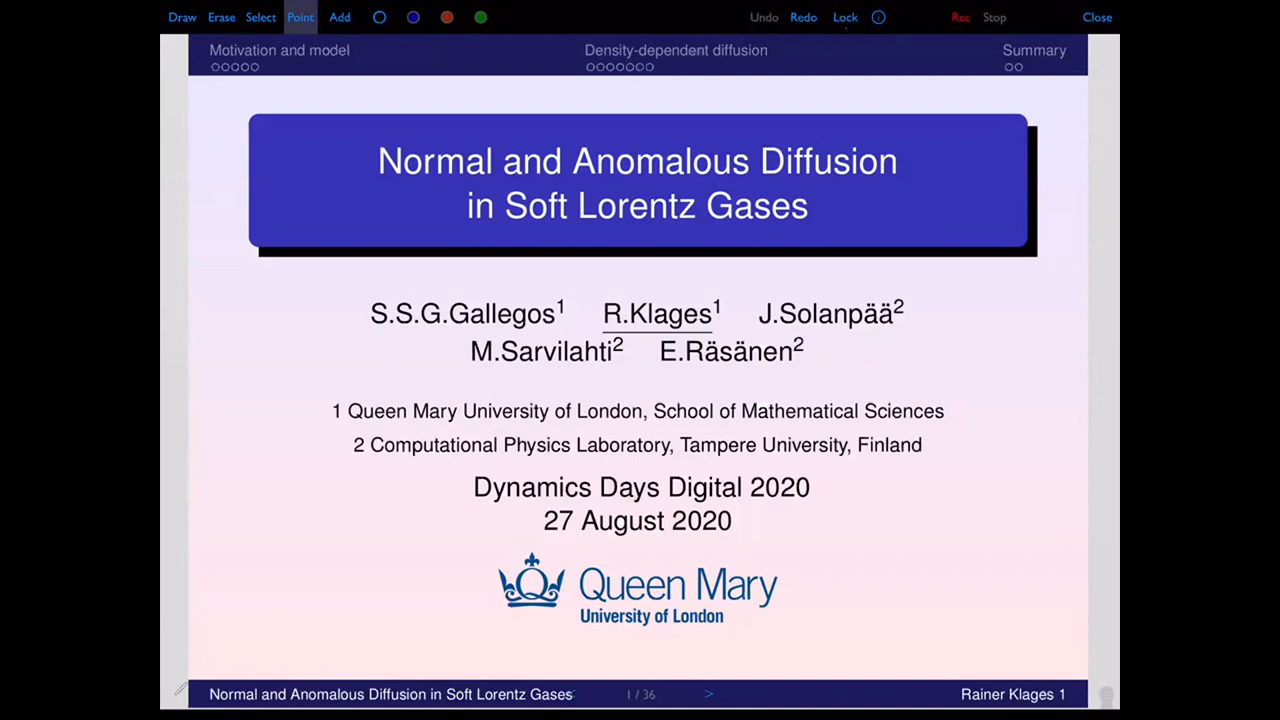 Draw Erase Select Point Add Undo Redo Lock Rec Stop Close
Motivation and model Density-dependent diffusion Summary
Normal and Anomalous Diffusion
in Soft Lorentz Gases
S.S.G.Gallegos¹ R.Klages¹ J.Solanpää²
M.Sarvilahti² E.Räsänen²
1 Queen Mary University of London, School of Mathematical Sciences
2 Computational Physics Laboratory, Tampere University, Finland
Dynamics Days Digital 2020
27 August 2020
Queen Mary
University of London
Normal and Anomalous Diffusion in Soft Lorentz Gases < 1 / 36 > Rainer Klages 1